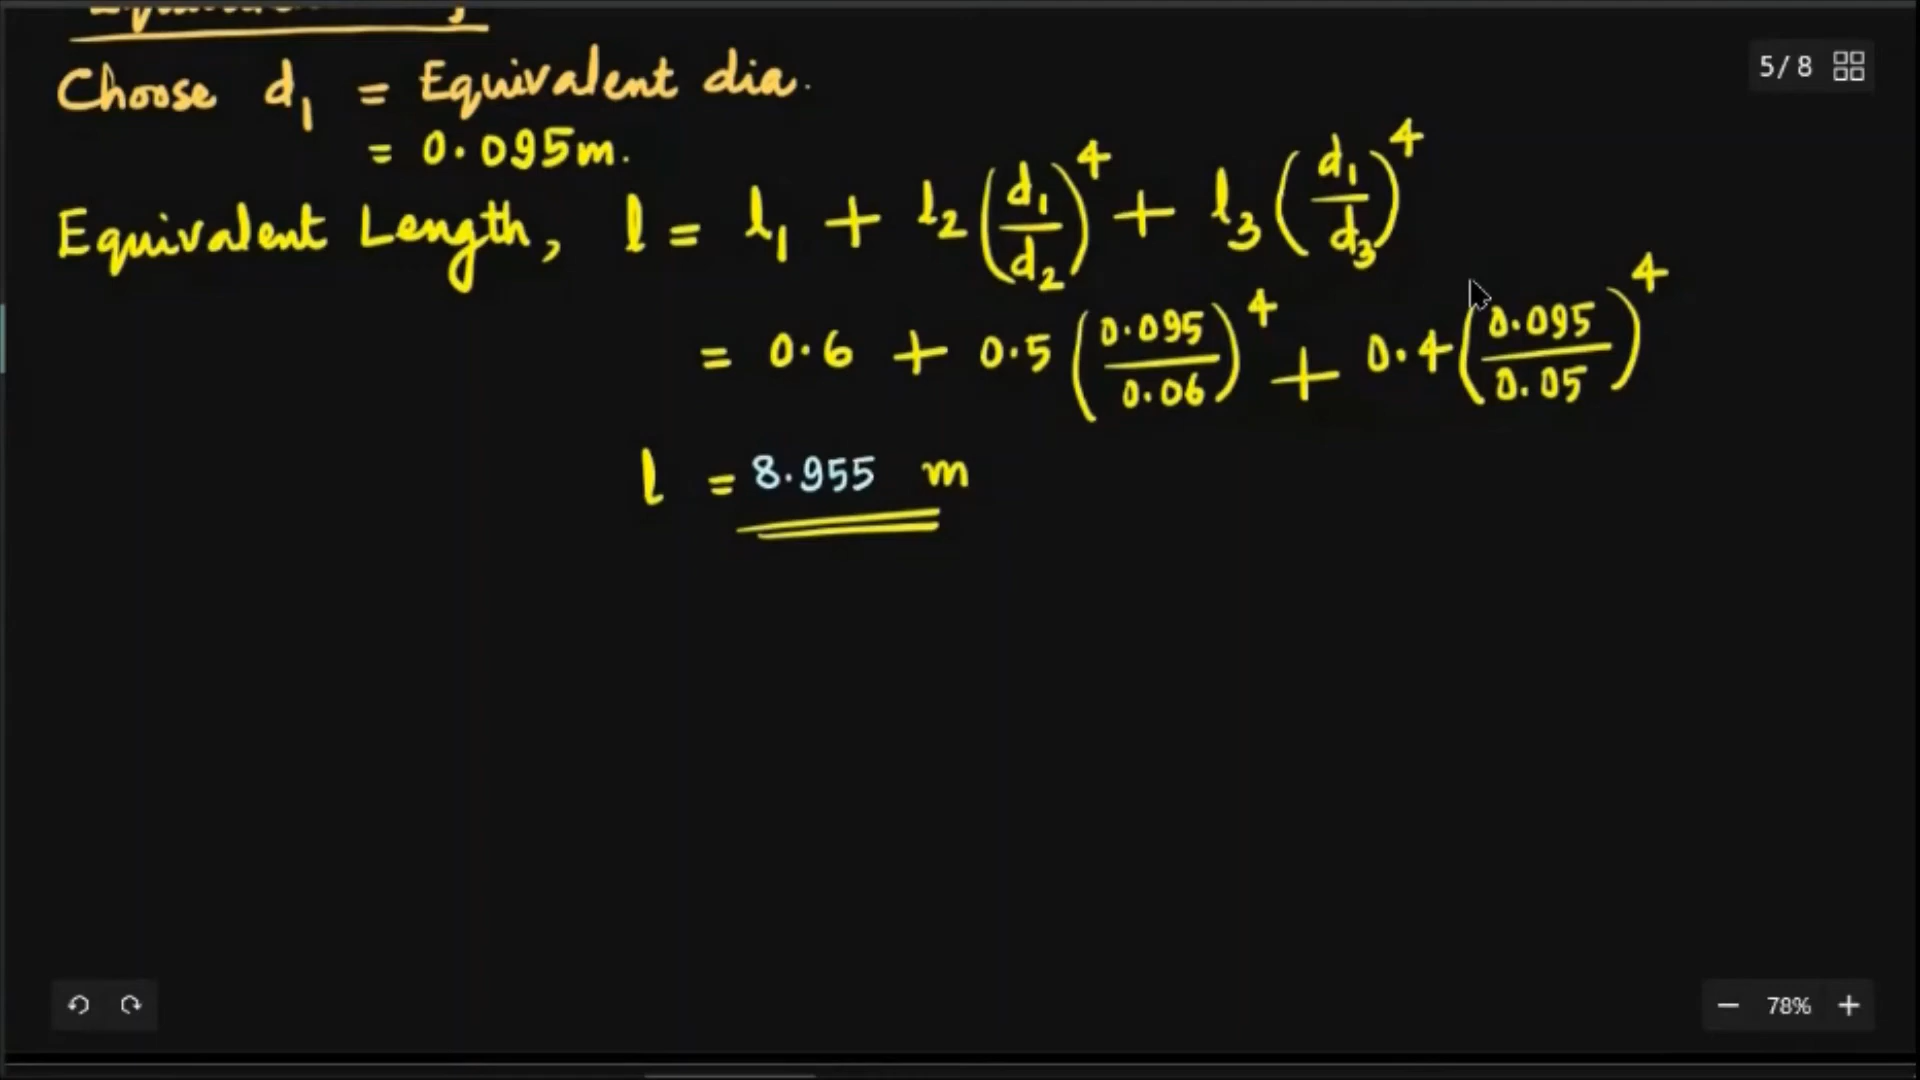 Choose d₁ = Equivalent dia.
= 0.095m.
Equivalent Length, l = l₁ + l₂ (d₁/d₂)⁴ + l₃ (d₁/d₃)⁴
= 0.6 + 0.5 (0.095/0.06)⁴ + 0.4 (0.095/0.05)⁴
l = 8.955 m
5/8
78%